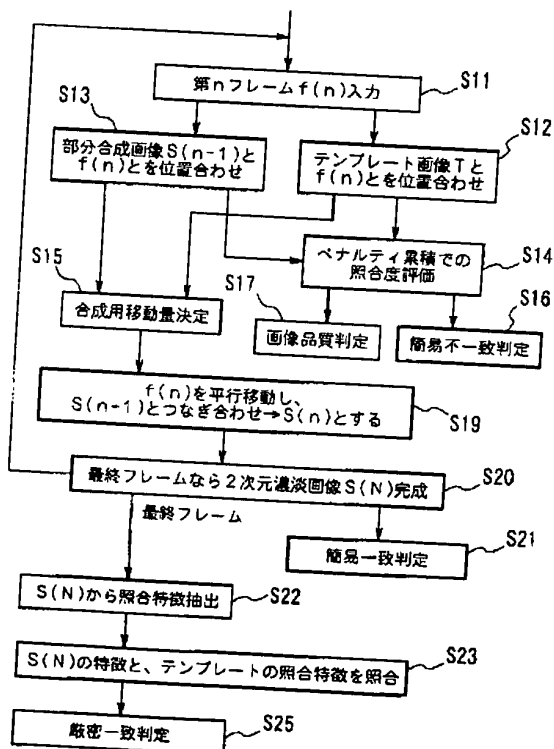 第nフレームf(n)入力
S11
S13
部分合成画像S(n-1)と
f(n)とを位置合わせ
S12
テンプレート画像Tと
f(n)とを位置合わせ
S15
合成用移動量決定
ペナルティ累積での
照合度評価
S14
S17
画像品質判定
S16
簡易不一致判定
f(n)を平行移動し、
S(n-1)とつなぎ合わせ→S(n)とする
S19
最終フレームなら2次元濃淡画像S(N)完成
S20
最終フレーム
簡易一致判定
S21
S(N)から照合特徴抽出
S22
S(N)の特徴と、テンプレートの照合特徴を照合
S23
厳密一致判定
S25